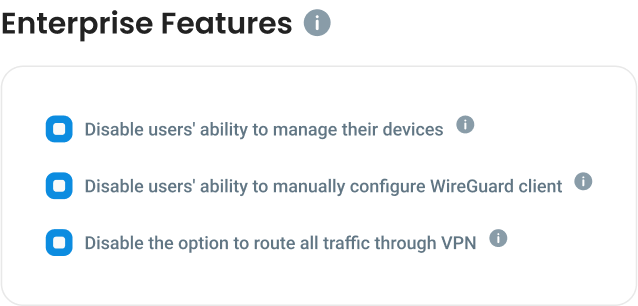 Enterprise Features
Disable users' ability to manage their devices
Disable users' ability to manually configure WireGuard client
Disable the option to route all traffic through VPN